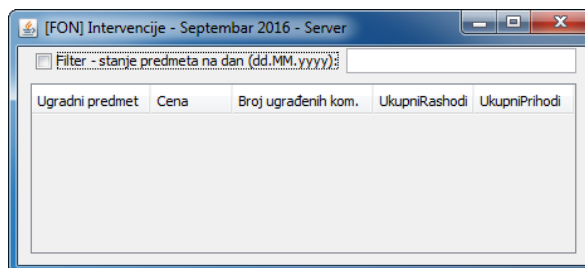 [FON] Intervencije - Septembar 2016 - Server
Filter - stanje predmeta na dan (dd.MM.yyyy):
Ugradni predmet Cena Broj ugrađenih kom. UkupniRashodi UkupniPrihodi